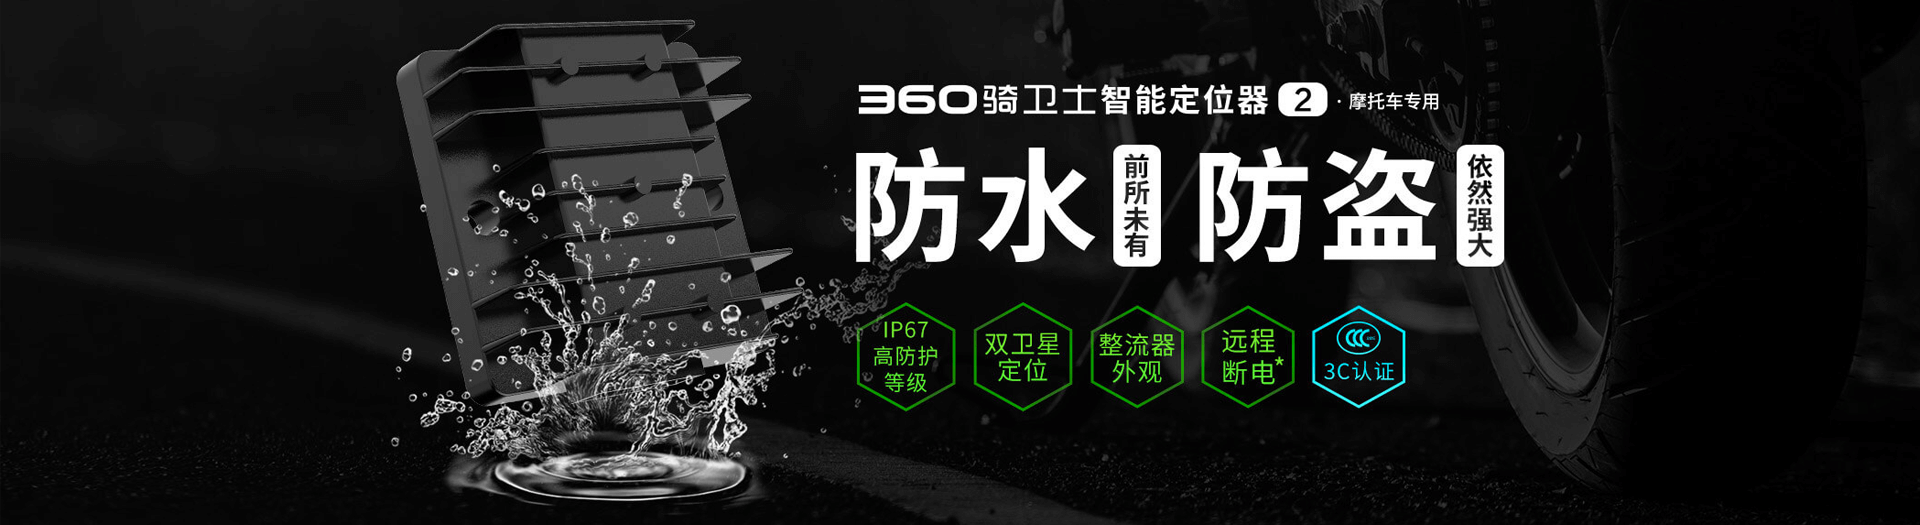 360骑卫士智能定位器 2 · 摩托车专用
防水 前所未有 防盗 依然强大
IP67
高防护
等级
双卫星
定位
整流器
外观
远程
断电*
CCC
3C认证